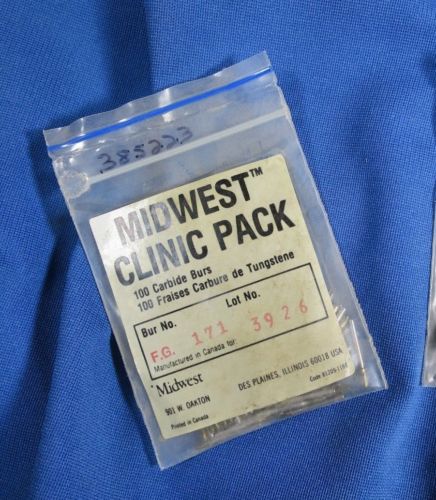 385223
MIDWEST™
CLINIC PACK
100 Carbide Burs
100 Fraises Carbure de Tungstene
Bur No.
Lot No.
F.G. 171 3926
Manufactured in Canada for:
Midwest
901 W. OAKTON
DES PLAINES, ILLINOIS 60018 USA
Printed in Canada